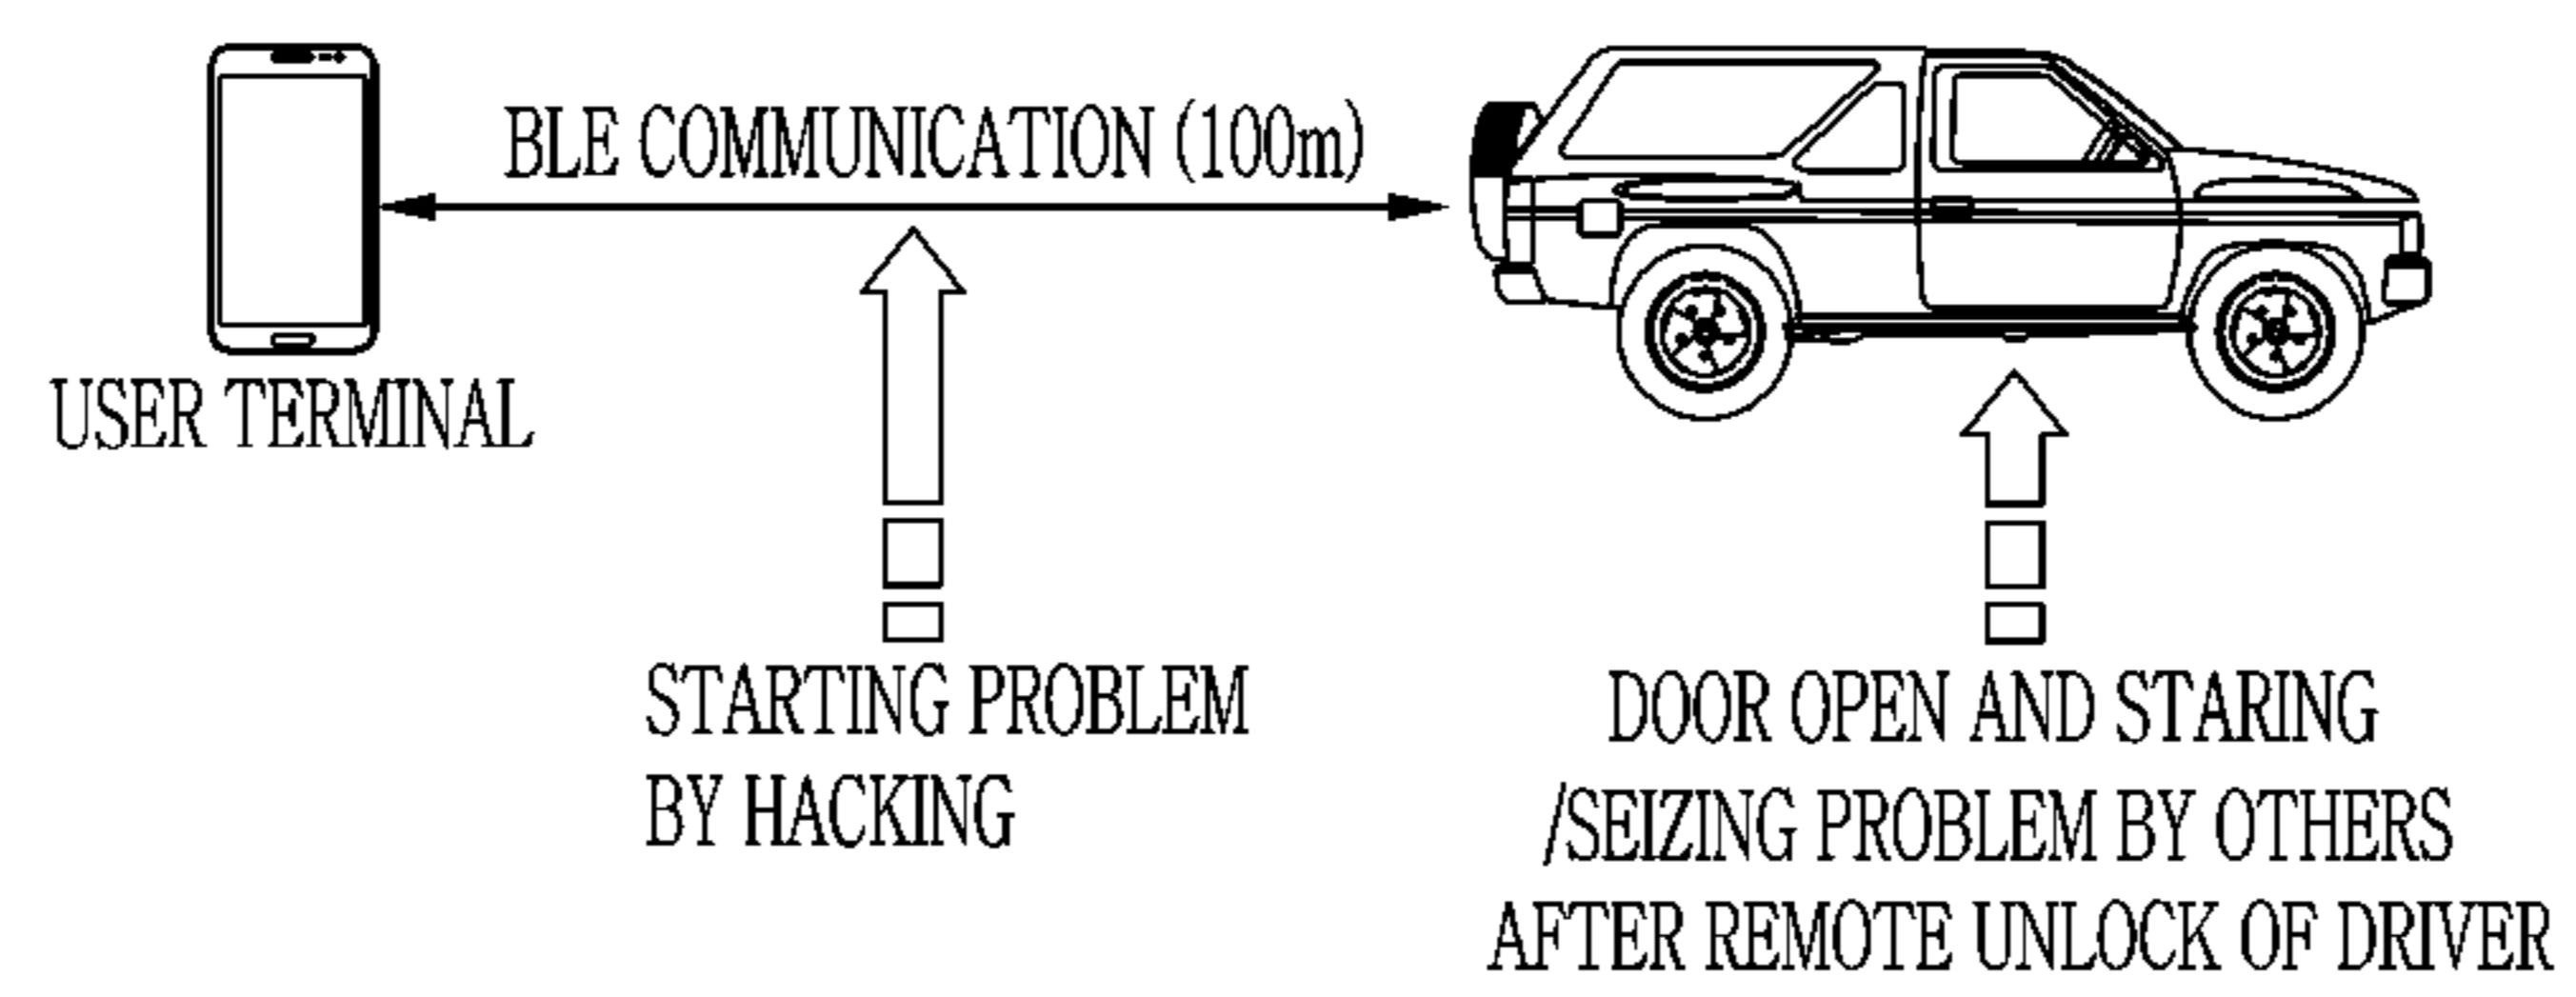 BLE COMMUNICATION (100m)
USER TERMINAL
STARTING PROBLEM
BY HACKING
DOOR OPEN AND STARING
/SEIZING PROBLEM BY OTHERS
AFTER REMOTE UNLOCK OF DRIVER